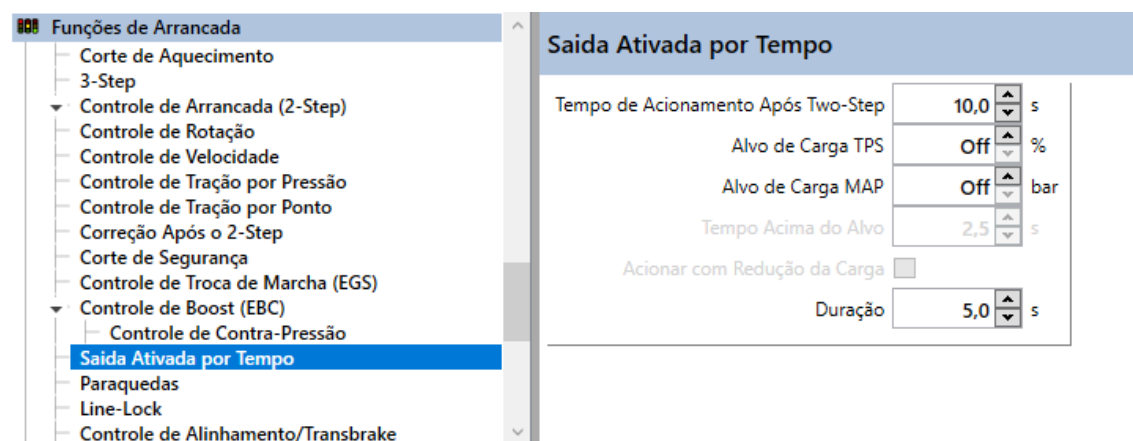 Funções de Arrancada
Corte de Aquecimento
3-Step
Controle de Arrancada (2-Step)
Controle de Rotação
Controle de Velocidade
Controle de Tração por Pressão
Controle de Tração por Ponto
Correção Após o 2-Step
Corte de Segurança
Controle de Troca de Marcha (EGS)
Controle de Boost (EBC)
Controle de Contra-Pressão
Saida Ativada por Tempo
Paraquedas
Line-Lock
Controle de Alinhamento/Transbrake
Saida Ativada por Tempo
Tempo de Acionamento Após Two-Step 10,0 s
Alvo de Carga TPS Off %
Alvo de Carga MAP Off bar
Tempo Acima do Alvo 2,5 s
Acionar com Redução da Carga
Duração 5,0 s